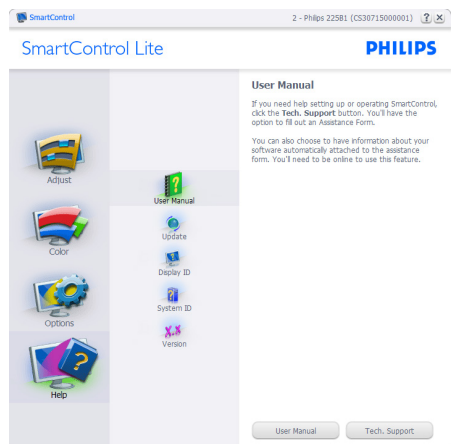 SmartControl
2 - Philips 225B1 (CS30715000001)
? X
SmartControl Lite
PHILIPS
Adjust
Color
Options
Help
User Manual
Update
Display ID
System ID
X.X
Version
User Manual
If you need help setting up or operating SmartControl,
click the Tech. Support button. You'll have the
option to fill out an Assistance Form.
You can also choose to have information about your
software automatically attached to the assistance
form. You'll need to be online to use this feature.
User Manual
Tech. Support